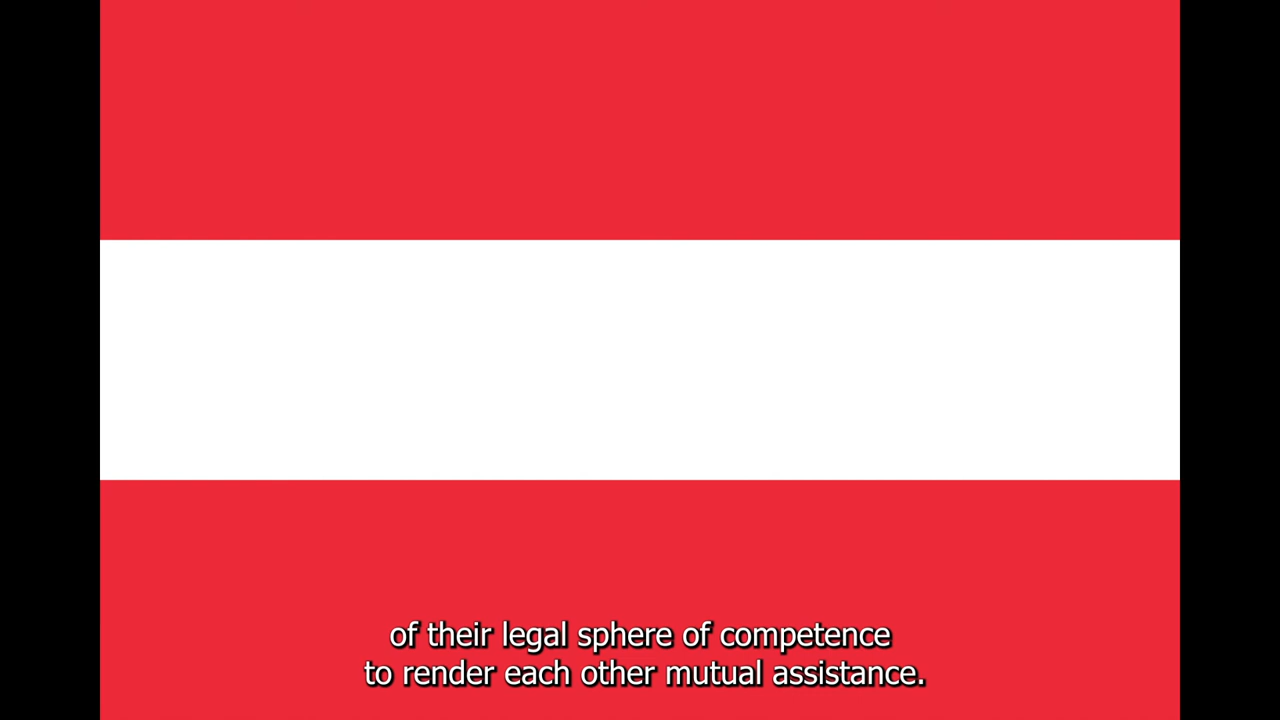 of their legal sphere of competence
to render each other mutual assistance.